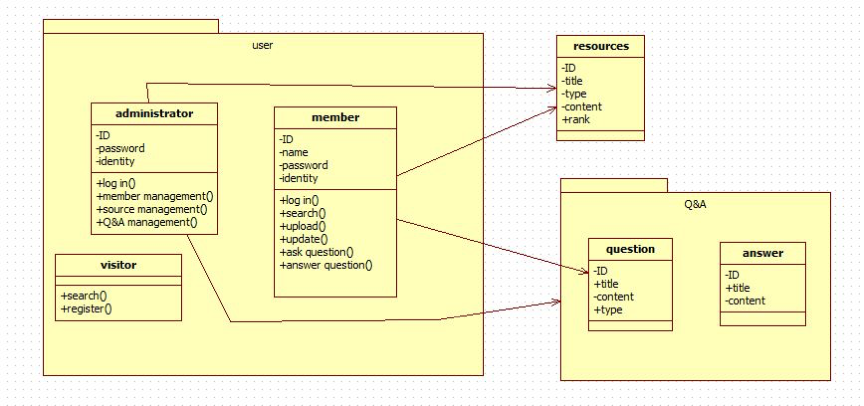 user
administrator
-ID
-password
-identity
+log in()
+member management()
+source management()
+Q&A management()
member
-ID
-name
-password
-identity
+log in()
+search()
+upload()
+update()
+ask question()
+answer question()
visitor
+search()
+register()
resources
-ID
-title
-type
-content
+rank
Q&A
question
-ID
+title
-content
+type
answer
-ID
+title
-content